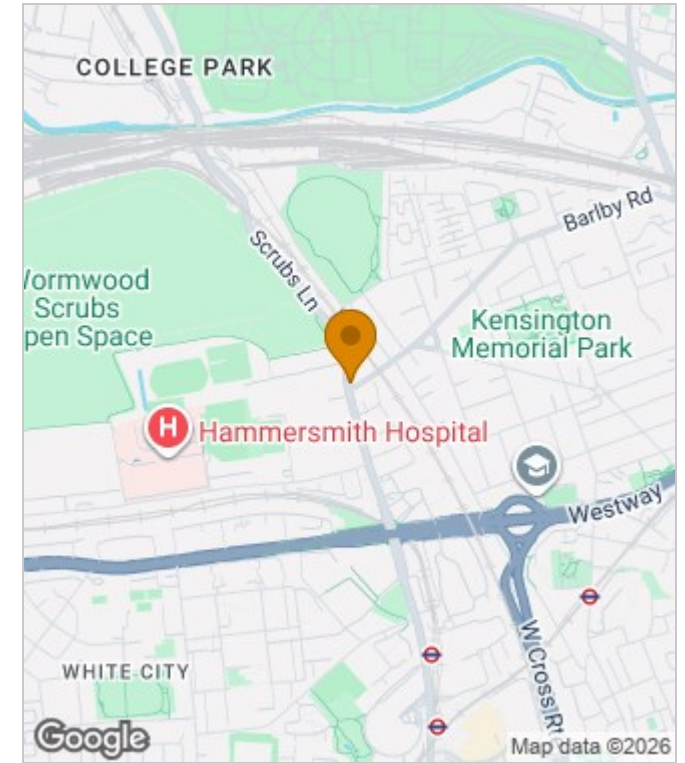 COLLEGE PARK
Barlby Rd
Scrubs Ln
Wormwood
Scrubs
pen Space
Kensington
Memorial Park
H
Hammersmith Hospital
Westway
W Cross Rt
WHITE CITY
Google
Map data ©2026